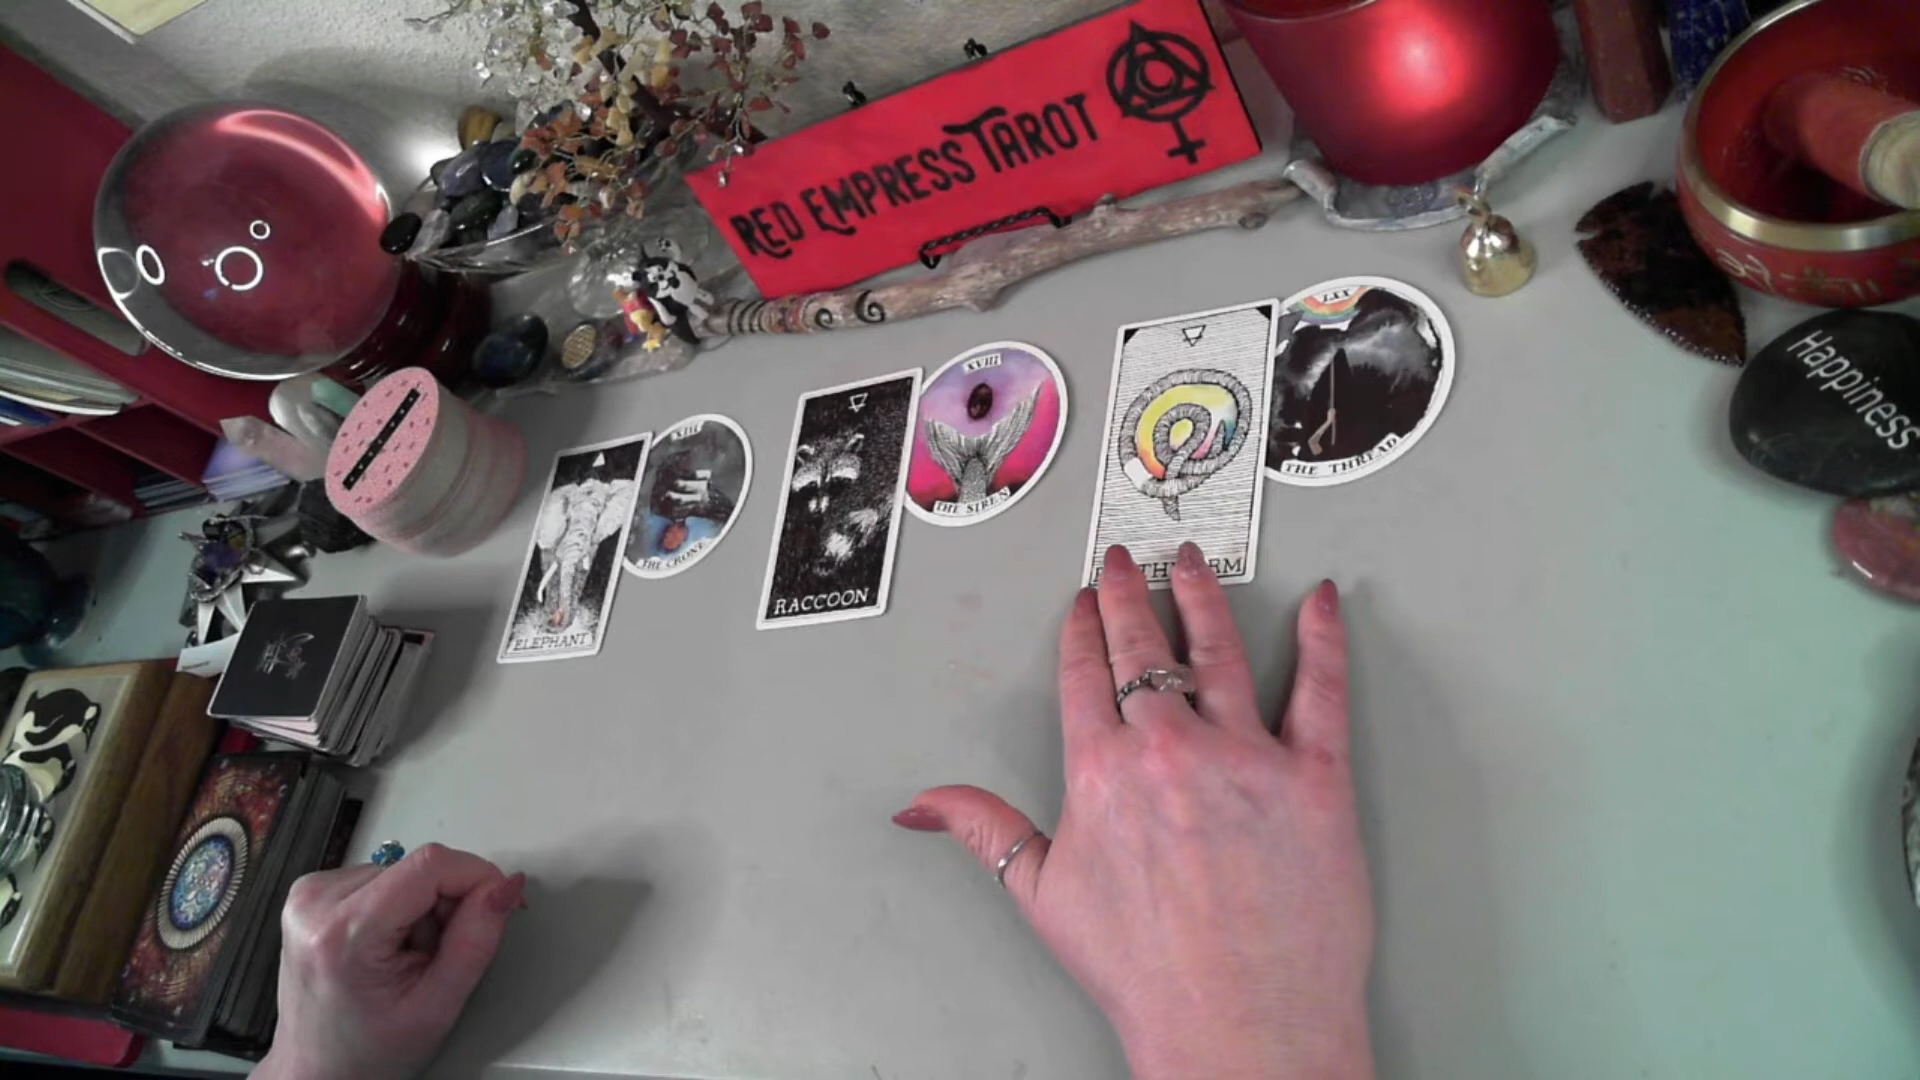 RED EMPRESS TAROT
Happiness
XIII
THE CRONE
ELEPHANT
XVIII
THE SIREN
RACCOON
THE THREAD